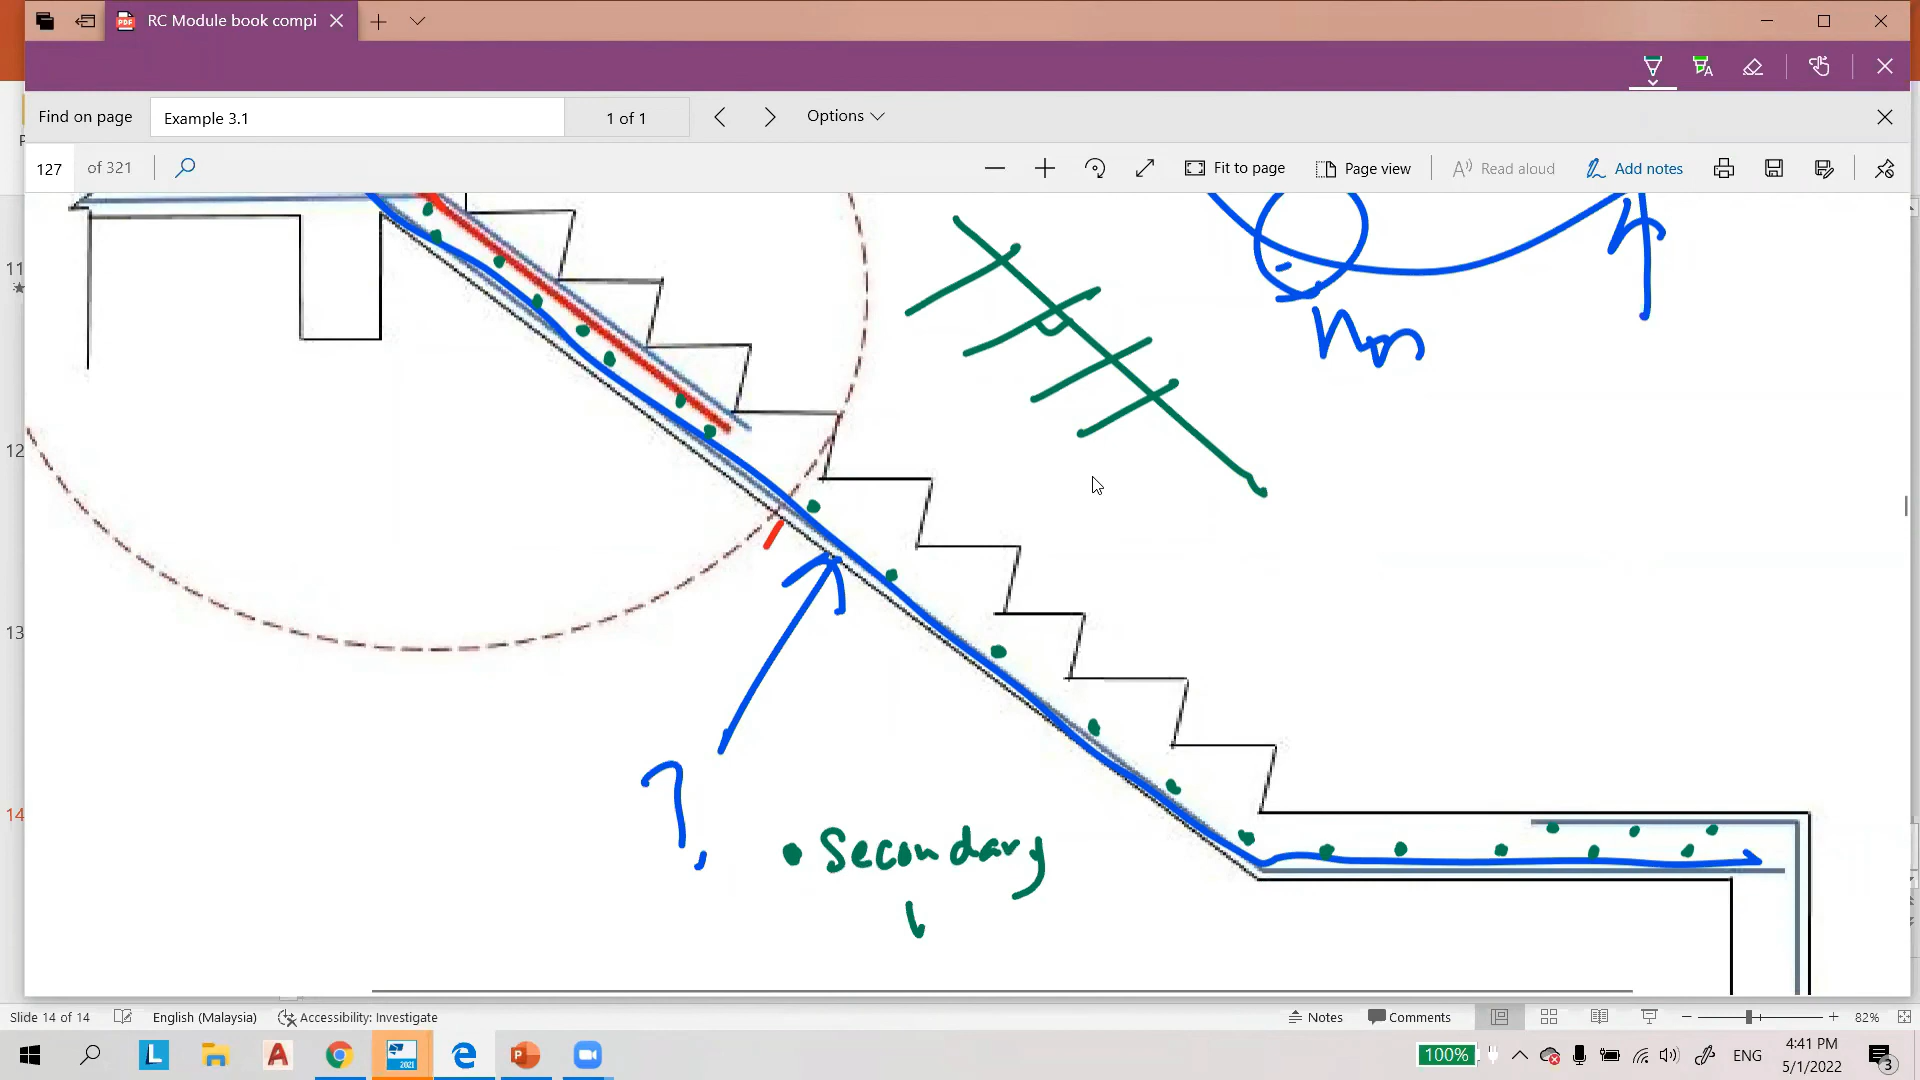 RC Module book compi
Find on page
Example 3.1
1 of 1
Options
127
of 321
Fit to page
Page view
Read aloud
Add notes
11
12
13
14
?
Secondary
Slide 14 of 14
English (Malaysia)
Accessibility: Investigate
Notes
Comments
82%
100%
ENG
4:41 PM
5/1/2022
3